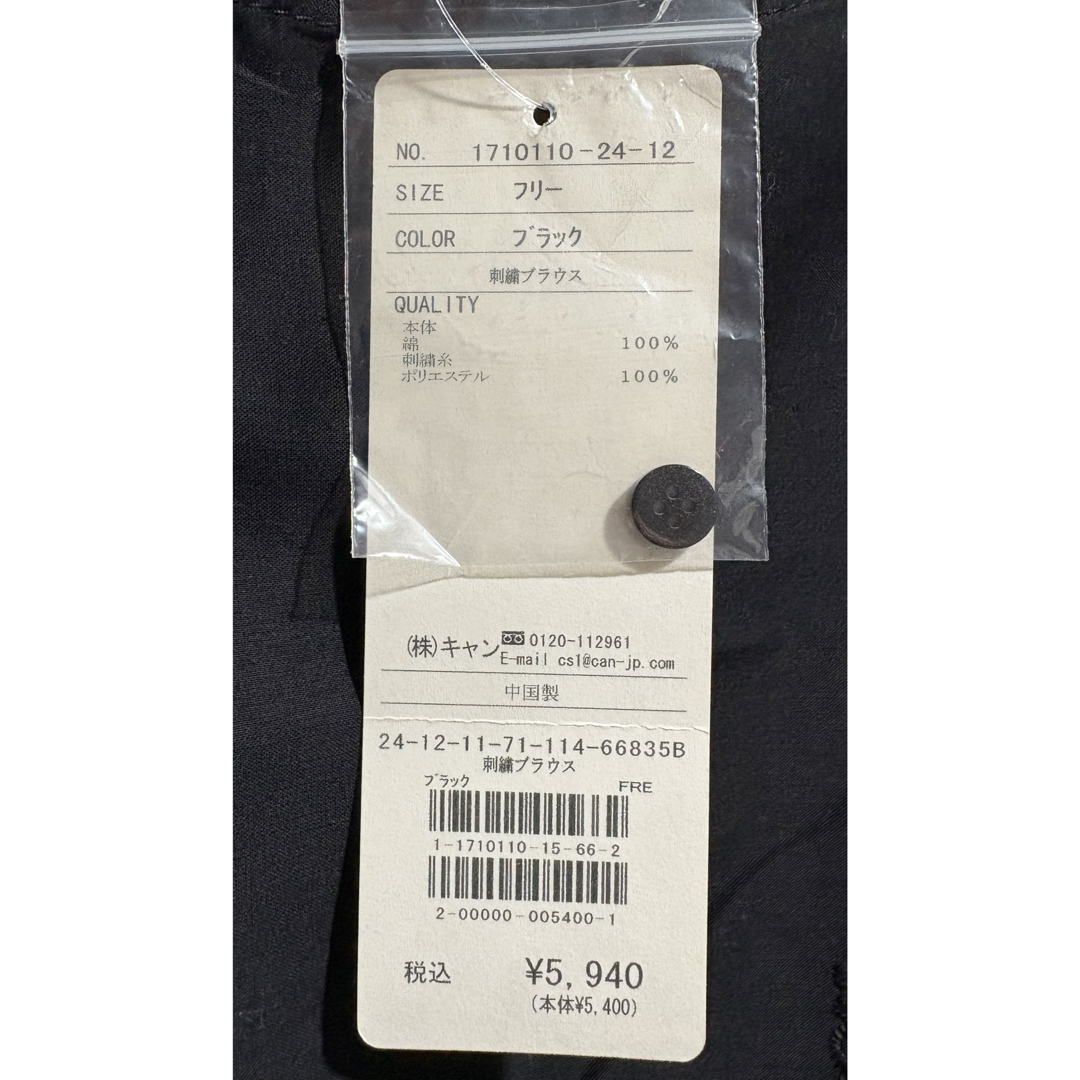 NO. 1710110-24-12
SIZE フリー
COLOR ブラック
刺繍ブラウス
QUALITY
本体
綿 100%
刺繍糸
ポリエステル 100%
(株)キャン 0120-112961
E-mail cs1@can-jp.com
中国製
24-12-11-71-114-66835B
刺繍ブラウス
ブラック FRE
1-1710110-15-66-2
2-00000-005400-1
税込 ¥5,940
(本体¥5,400)